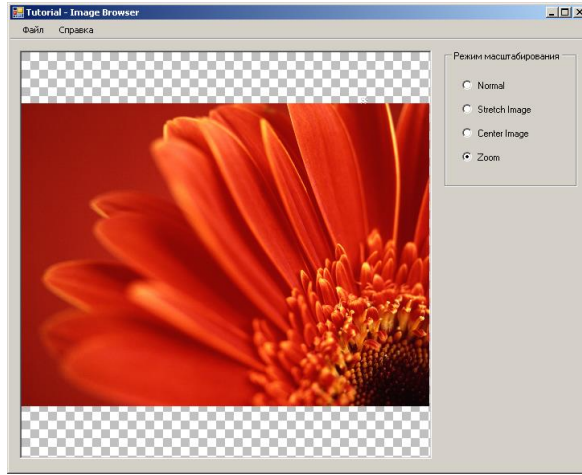 Tutorial - Image Browser
Файл Справка
Режим масштабирования
Normal
Stretch Image
Center Image
Zoom